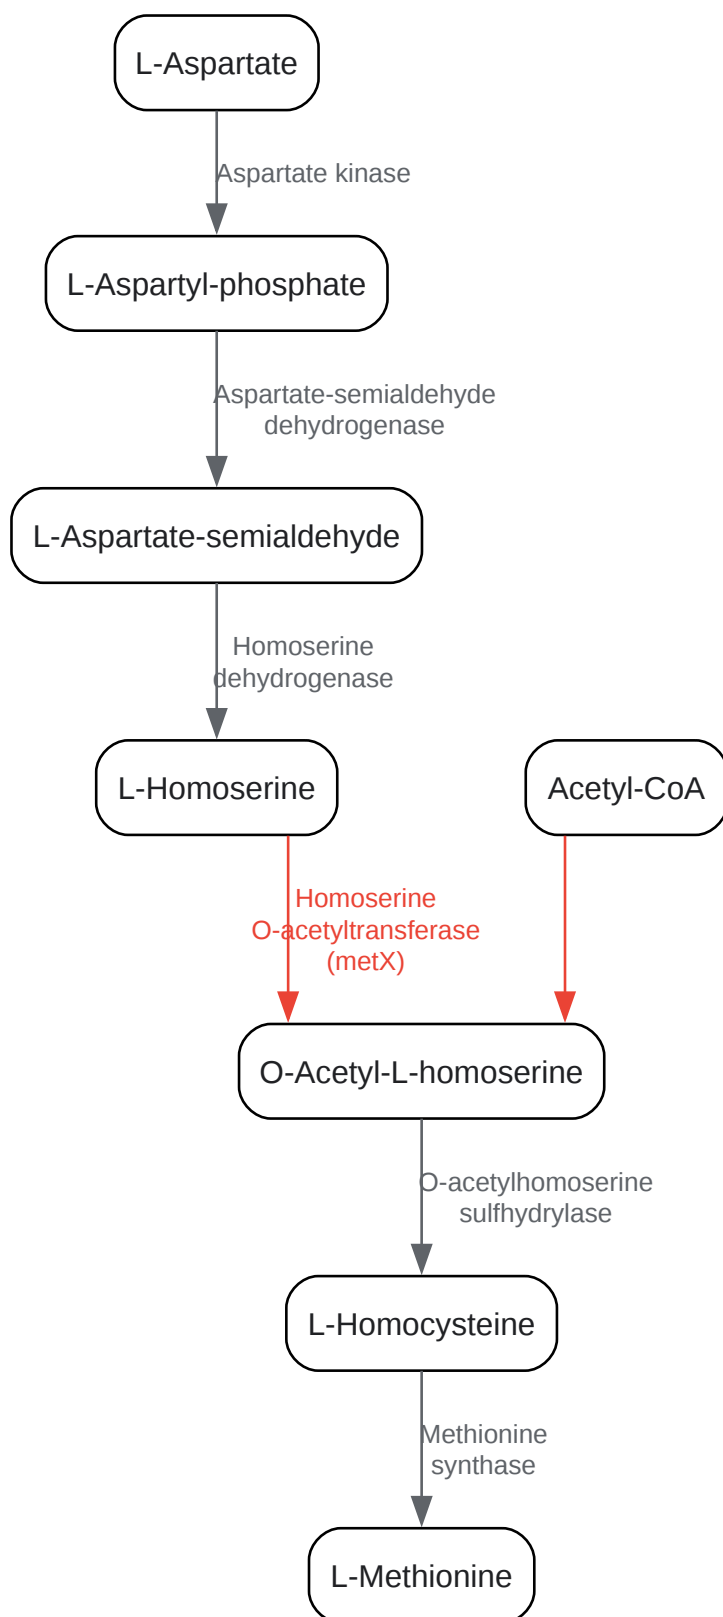 L-Aspartate
Aspartate kinase
L-Aspartyl-phosphate
Aspartate-semialdehyde
dehydrogenase
L-Aspartate-semialdehyde
Homoserine
dehydrogenase
L-Homoserine
Acetyl-CoA
Homoserine
O-acetyltransferase
(metX)
O-Acetyl-L-homoserine
O-acetylhomoserine
sulfhydrylase
L-Homocysteine
Methionine
synthase
L-Methionine